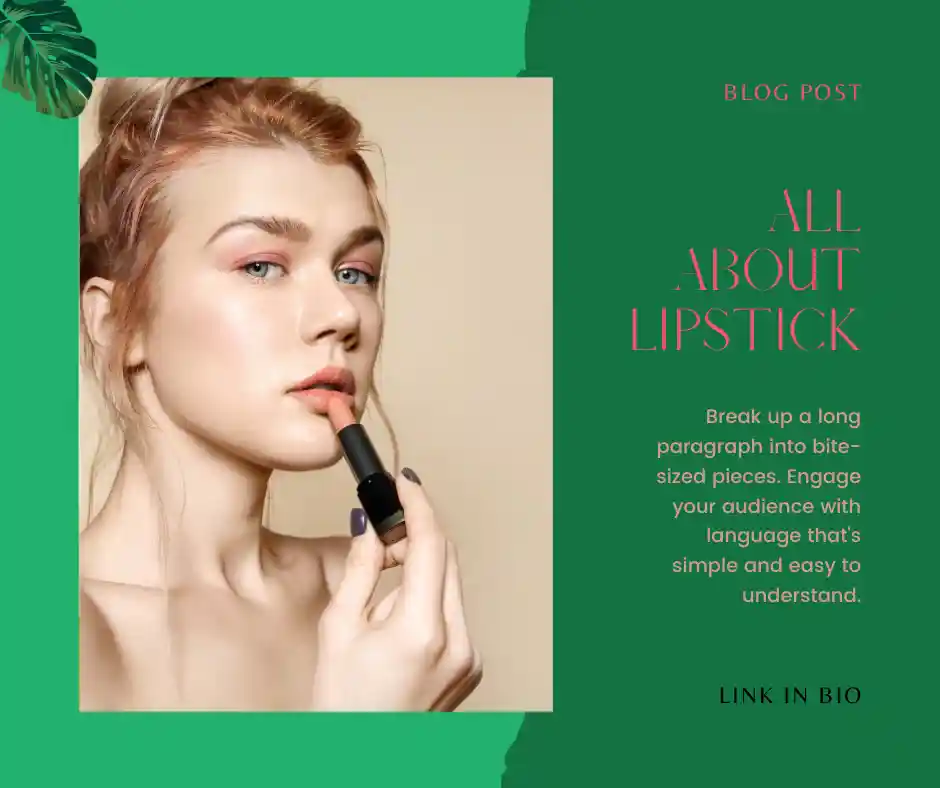 BLOG POST
ALL
ABOUT
LIPSTICK
Break up a long
paragraph into bite-
sized pieces. Engage
your audience with
language that's
simple and easy to
understand.
LINK IN BIO